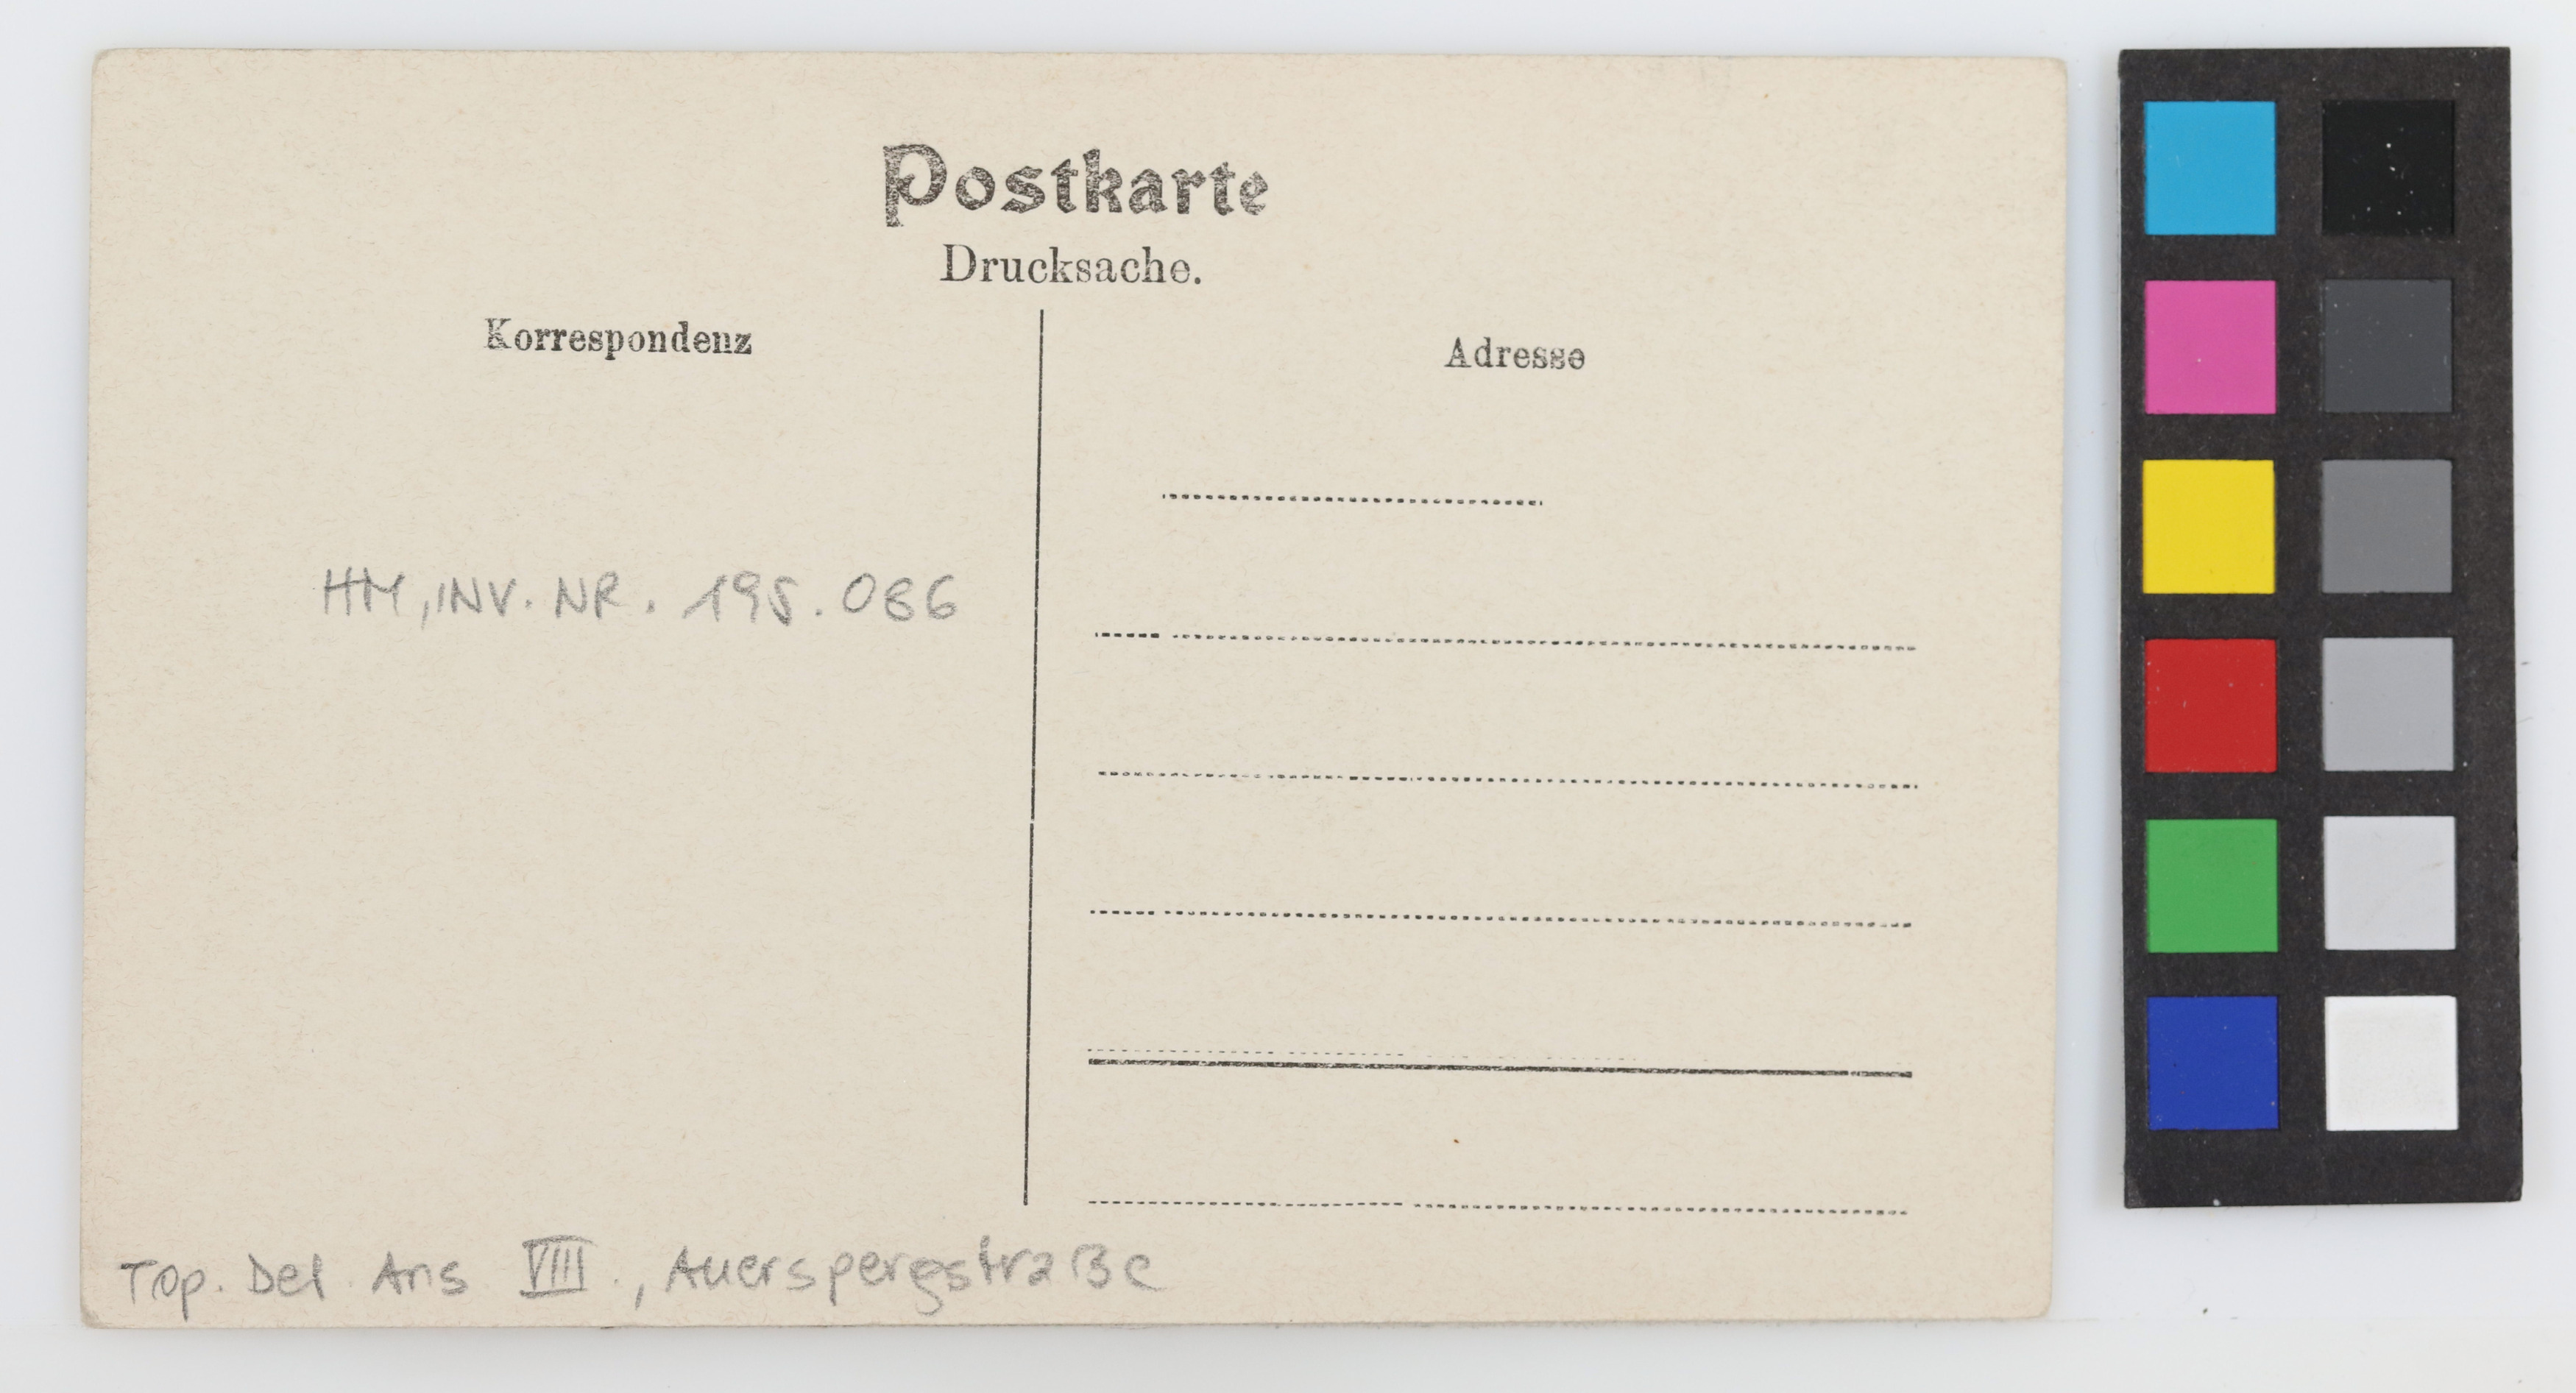 Postkarte
Drucksache.
Korrespondenz
Adresse
HM, INV. NR. 195.086
Top. Del. Ans VIII., Auerspergstraße